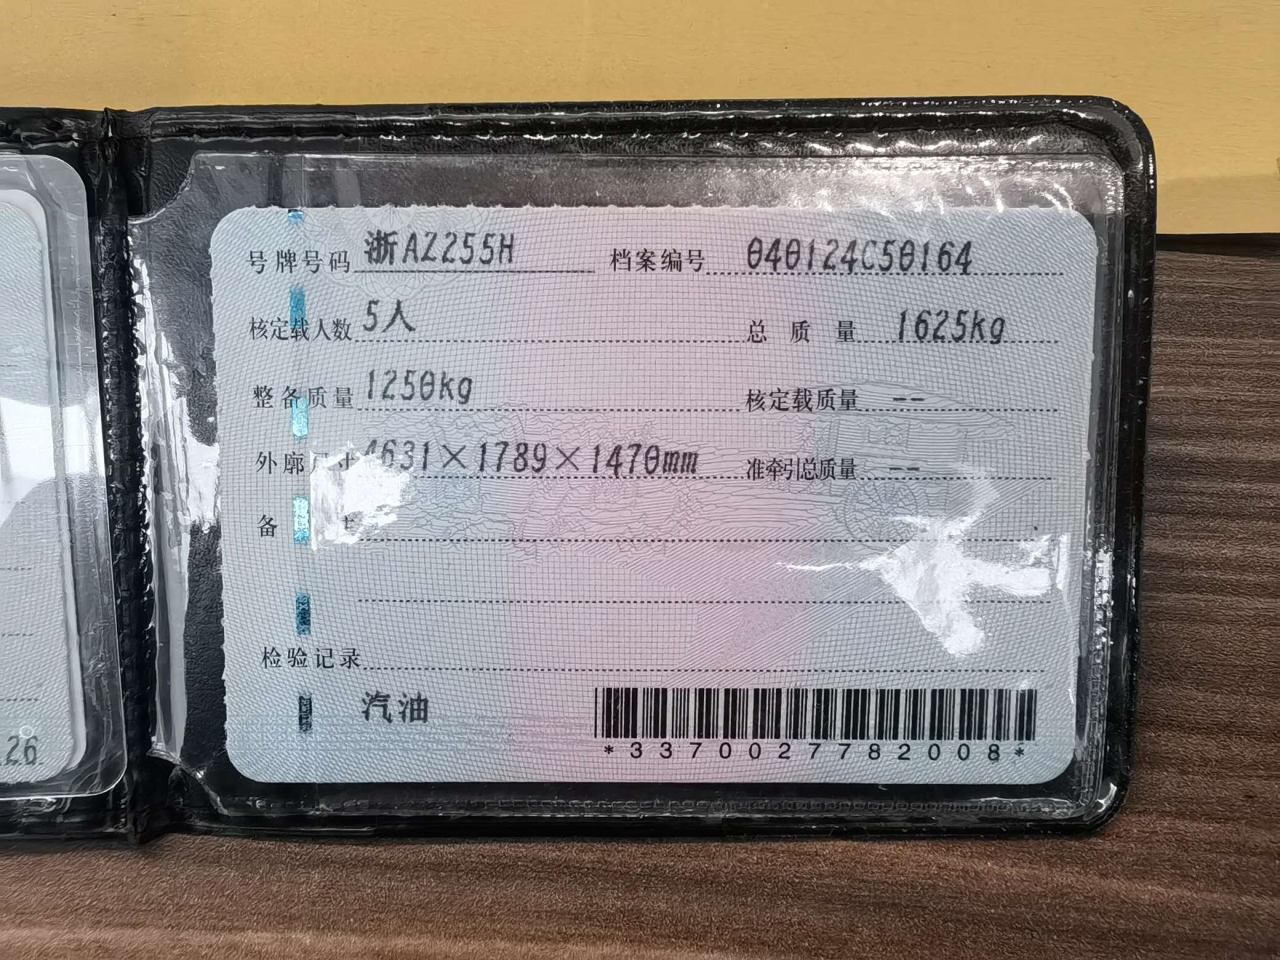 号牌号码 浙AZ255H 档案编号 040124C50164
核定载人数 5人 总质量 1625kg
整备质量 1250kg 核定载质量 --
外廓尺寸 4631×1789×1470mm 准牵引总质量 --
备
检验记录
汽油
*3370027782008*
.26